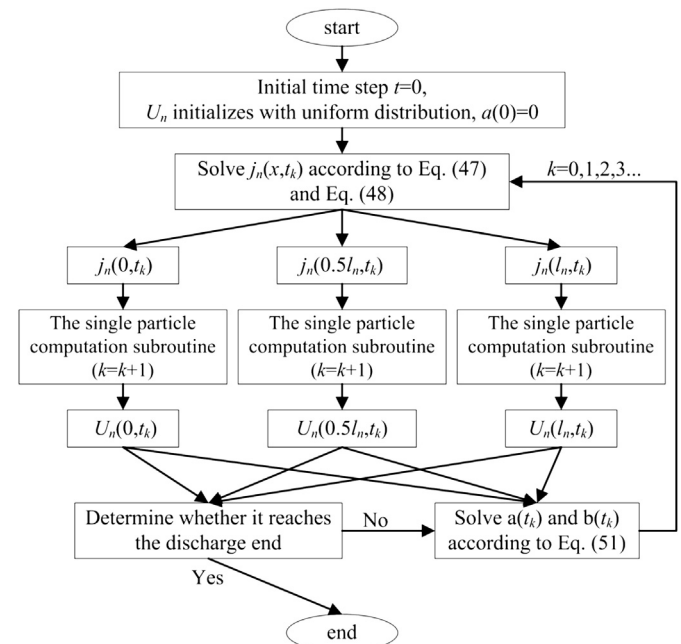 start
Initial time step t=0,
Uₙ initializes with uniform distribution, a(0)=0
Solve jₙ(x,tₖ) according to Eq. (47)
and Eq. (48)
k=0,1,2,3...
jₙ(0,tₖ)
jₙ(0.5lₙ,tₖ)
jₙ(lₙ,tₖ)
The single particle
computation subroutine
(k=k+1)
The single particle
computation subroutine
(k=k+1)
The single particle
computation subroutine
(k=k+1)
Uₙ(0,tₖ)
Uₙ(0.5lₙ,tₖ)
Uₙ(lₙ,tₖ)
Determine whether it reaches
the discharge end
No
Solve a(tₖ) and b(tₖ)
according to Eq. (51)
Yes
end